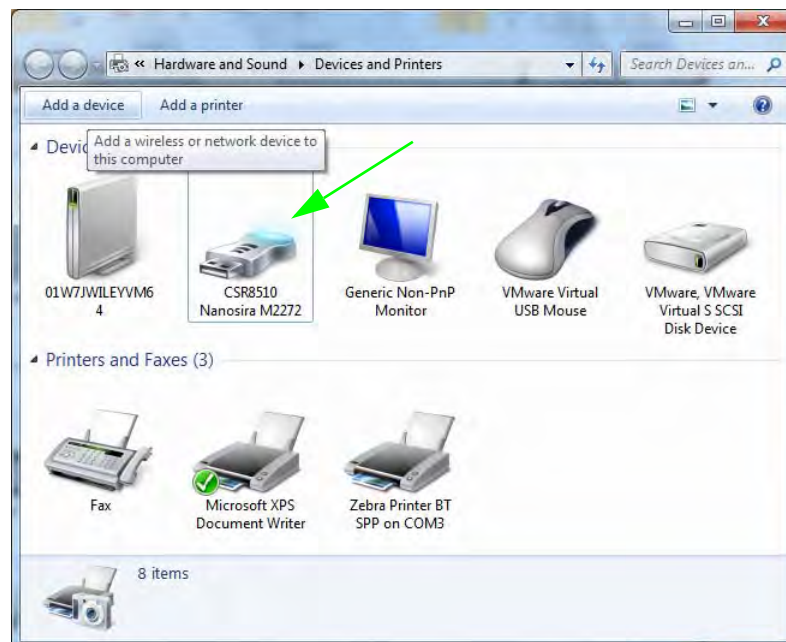 « Hardware and Sound ▸ Devices and Printers
Search Devices an...
Add a device
Add a printer
Add a wireless or network device to
this computer
01W7JWILEYVM6
4
CSR8510
Nanosira M2272
Generic Non-PnP
Monitor
VMware Virtual
USB Mouse
VMware, VMware
Virtual S SCSI
Disk Device
Printers and Faxes (3)
Fax
Microsoft XPS
Document Writer
Zebra Printer BT
SPP on COM3
8 items